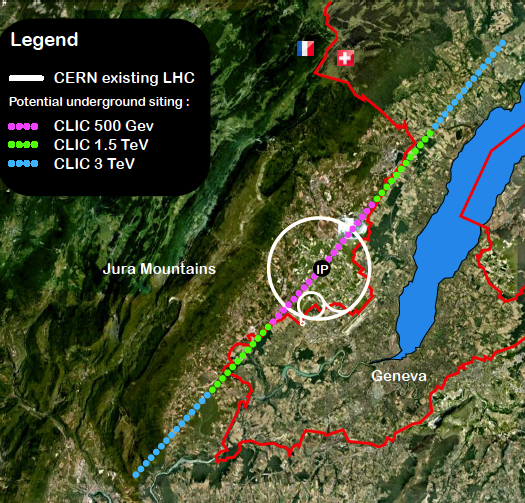 Legend
CERN existing LHC
Potential underground siting :
CLIC 500 Gev
CLIC 1.5 TeV
CLIC 3 TeV
Jura Mountains
IP
Geneva